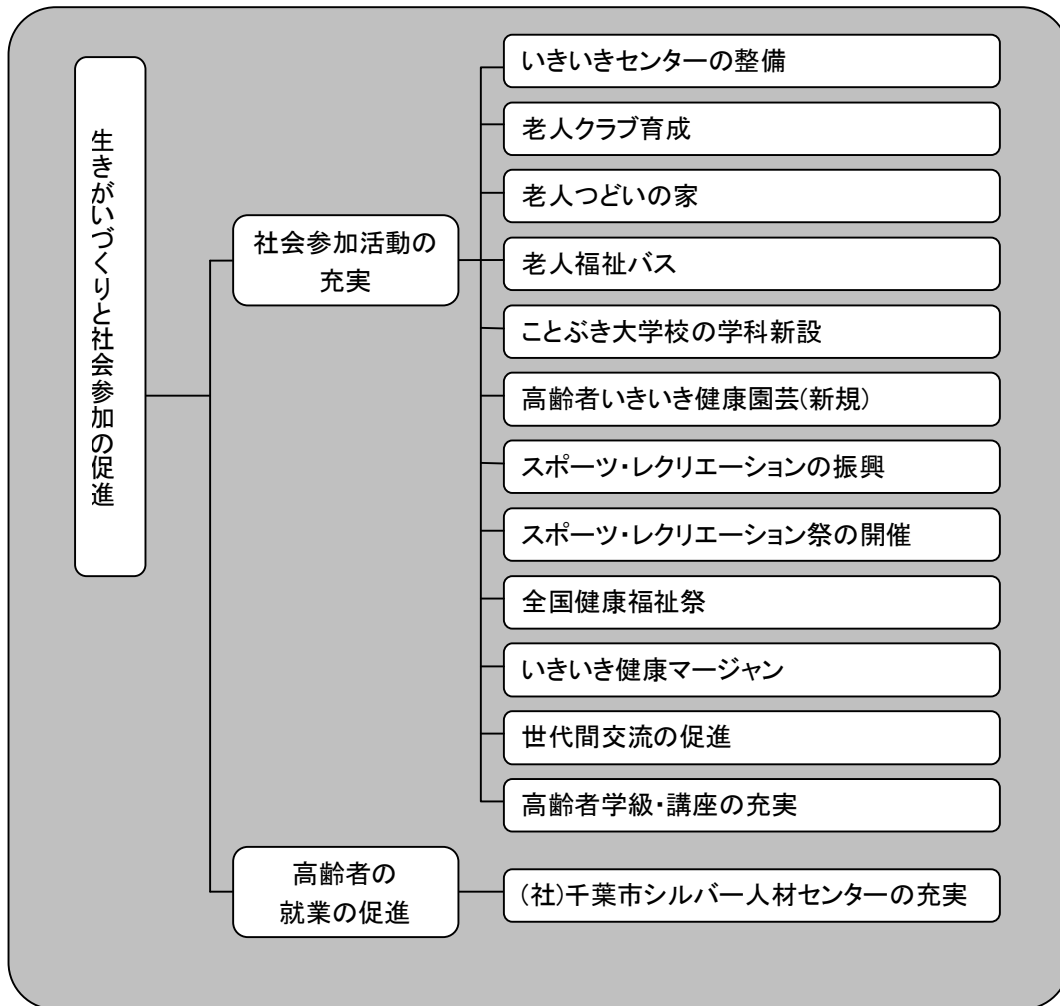 生きがいづくりと社会参加の促進
社会参加活動の
充実
いきいきセンターの整備
老人クラブ育成
老人つどいの家
老人福祉バス
ことぶき大学校の学科新設
高齢者いきいき健康園芸(新規)
スポーツ・レクリエーションの振興
スポーツ・レクリエーション祭の開催
全国健康福祉祭
いきいき健康マージャン
世代間交流の促進
高齢者学級・講座の充実
高齢者の
就業の促進
(社)千葉市シルバー人材センターの充実